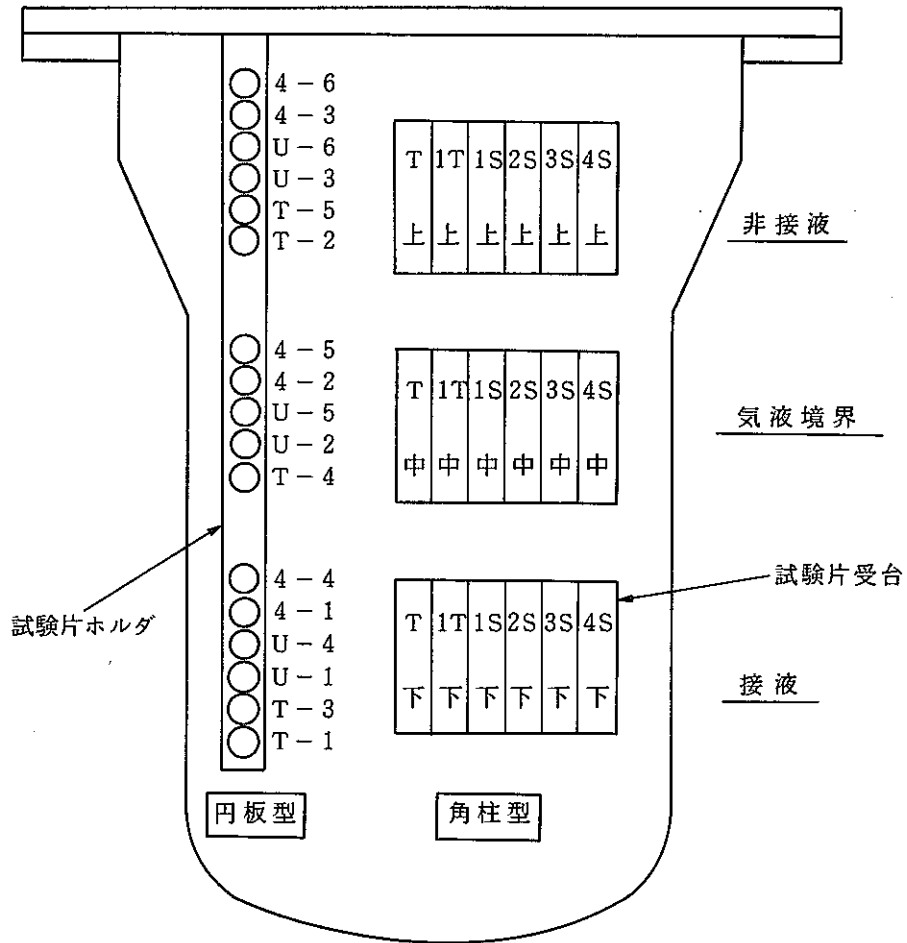 4-6
4-3
U-6
U-3
T-5
T-2
T 1T 1S 2S 3S 4S
上 上 上 上 上 上
非接液
4-5
4-2
U-5
U-2
T-4
T 1T 1S 2S 3S 4S
中 中 中 中 中 中
気液境界
4-4
4-1
U-4
U-1
T-3
T-1
T 1T 1S 2S 3S 4S
下 下 下 下 下 下
試験片受台
試験片ホルダ
接液
円板型
角柱型